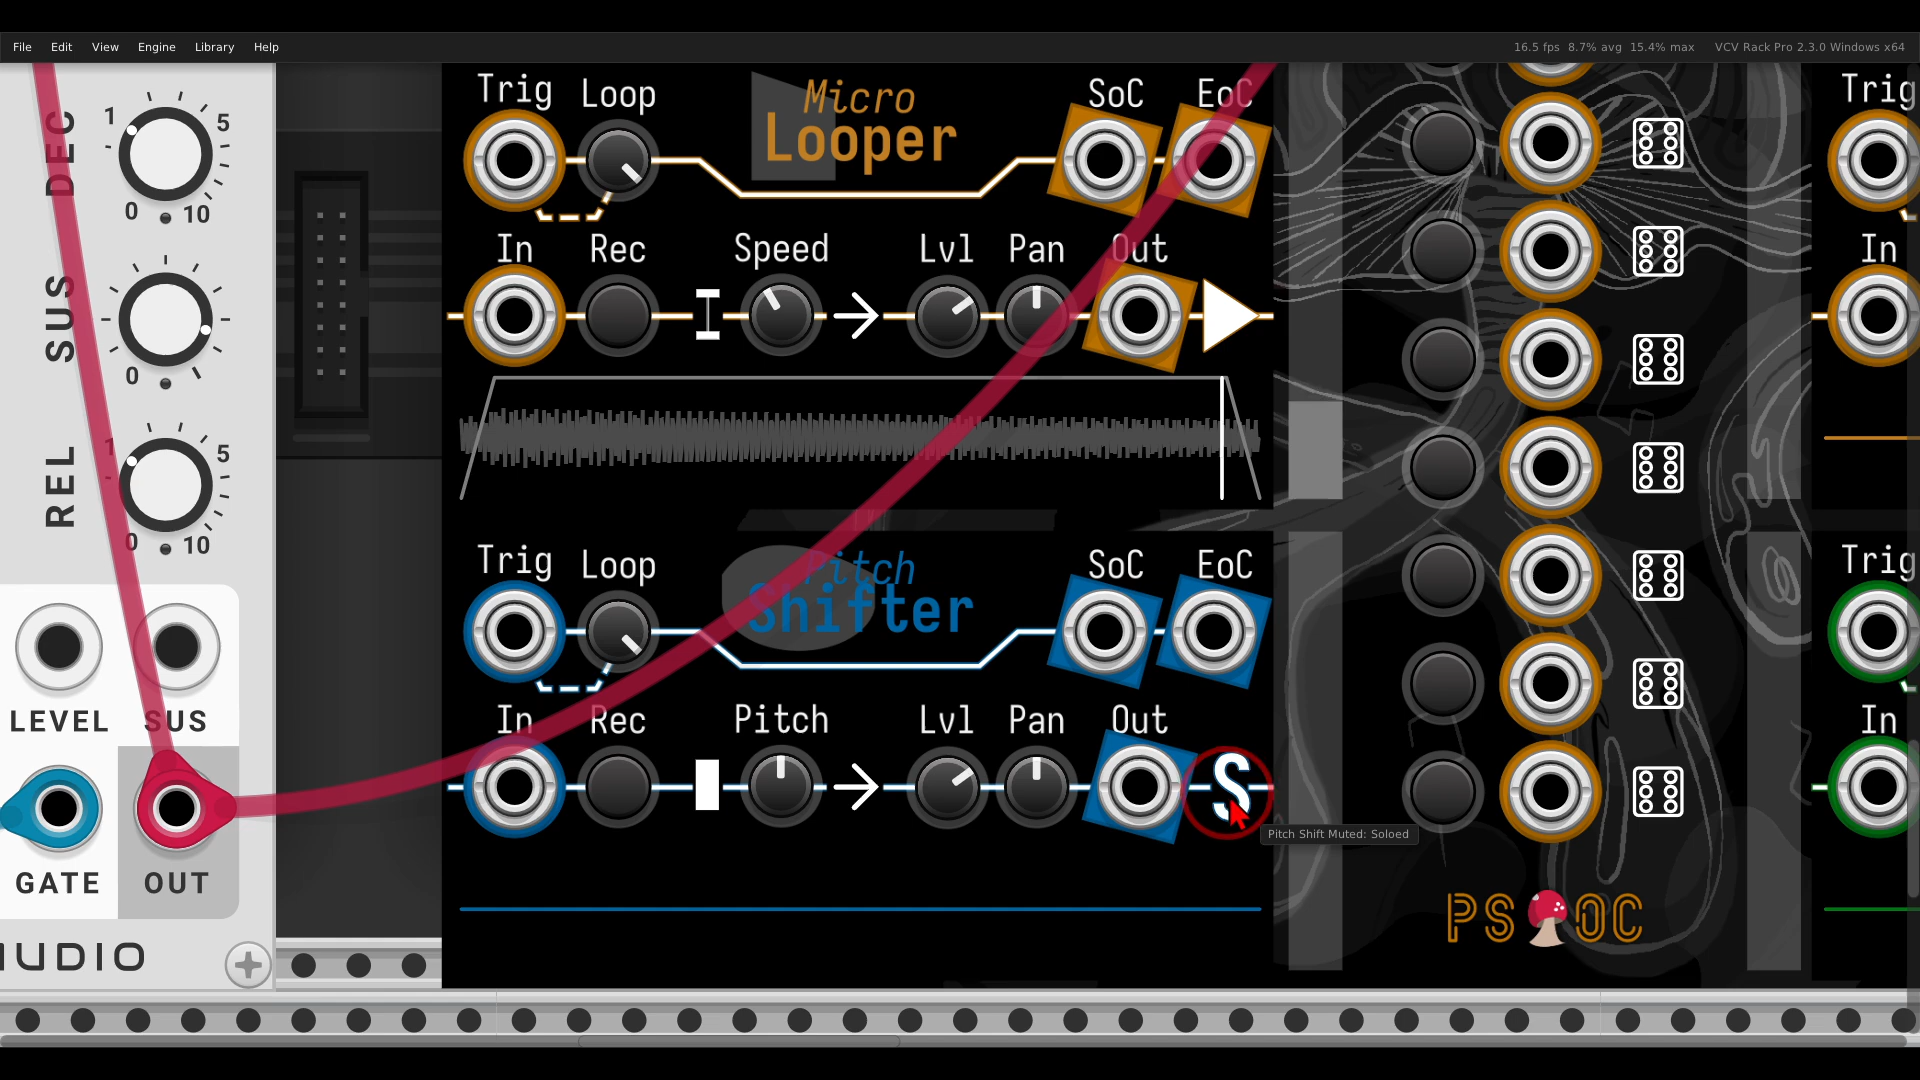 File Edit View Engine Library Help
16.5 fps 8.7% avg 15.4% max VCV Rack Pro 2.3.0 Windows x64
DEC
1 5
0 10
SUS
0
REL
1 5
0 10
LEVEL SUS
GATE OUT
Trig Loop Micro Looper SoC EoC
In Rec Speed Lvl Pan Out
Trig Loop Pitch Shifter SoC EoC
In Rec Pitch Lvl Pan Out
S
Pitch Shift Muted: Soloed
Trig
In
Trig
In